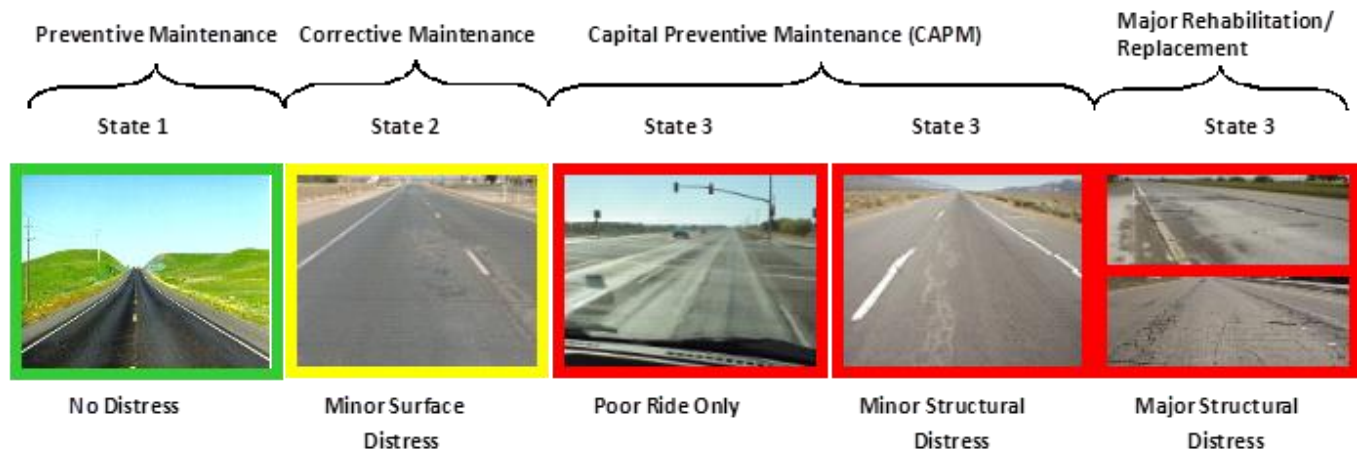 Preventive Maintenance
Corrective Maintenance
Capital Preventive Maintenance (CAPM)
Major Rehabilitation/
Replacement
State 1
State 2
State 3
State 3
State 3
No Distress
Minor Surface
Distress
Poor Ride Only
Minor Structural
Distress
Major Structural
Distress